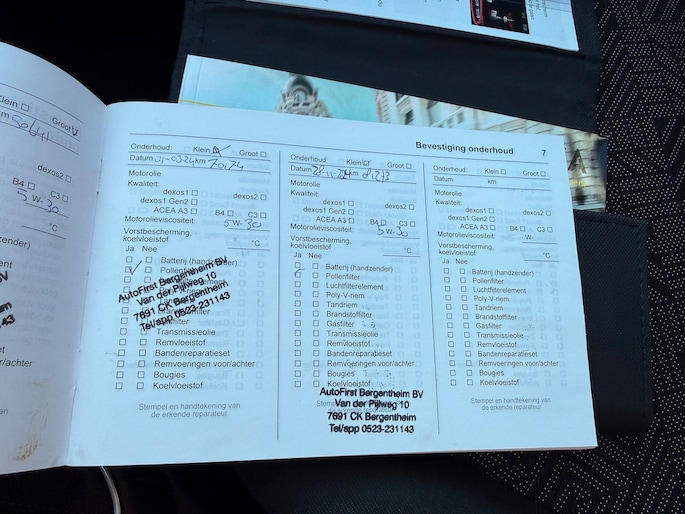 Klein
Groot
50641
dexos2
B4 C3
5 W-30
°C
Bevestiging onderhoud 7
Onderhoud: Klein Groot
Datum km 70174
Motorolie
Kwaliteit:
dexos1 dexos2
dexos1 Gen2
ACEA A3 B4 C3
Motorolieviscositeit: 5 W-30
Vorstbescherming,
koelvloeistof °C
Ja Nee
Batterij (handzender)
Pollenfilter
AutoFirst Bergentheim BV
Van der Pijlweg 10
7691 CK Bergentheim
Tel/app 0523-231143
Transmissieolie
Remvloeistof
Bandenreparatieset
Remvoeringen voor/achter
Bougies
Koelvloeistof
Stempel en handtekening van
de erkende reparateur
Onderhoud: Klein Groot
Datum km
Motorolie
Kwaliteit:
dexos1 dexos2
dexos1 Gen2
ACEA A3 B4 C3
Motorolieviscositeit: 5 W-30
Vorstbescherming,
koelvloeistof °C
Ja Nee
Batterij (handzender)
Pollenfilter
Luchtfilterelement
Poly-V-riem
Tandriem
Brandstoffilter
Gasfilter
Transmissieolie
Remvloeistof
Bandenreparatieset
Remvoeringen voor/achter
Bougies
Koelvloeistof
AutoFirst Bergentheim BV
Van der Pijlweg 10
7691 CK Bergentheim
Tel/app 0523-231143
Onderhoud: Klein Groot
Datum km
Motorolie
Kwaliteit:
dexos1 dexos2
dexos1 Gen2
ACEA A3 B4 C3
Motorolieviscositeit: W-
Vorstbescherming,
koelvloeistof °C
Ja Nee
Batterij (handzender)
Pollenfilter
Luchtfilterelement
Poly-V-riem
Tandriem
Brandstoffilter
Gasfilter
Transmissieolie
Remvloeistof
Bandenreparatieset
Remvoeringen voor/achter
Bougies
Koelvloeistof
Stempel en handtekening van
de erkende reparateur